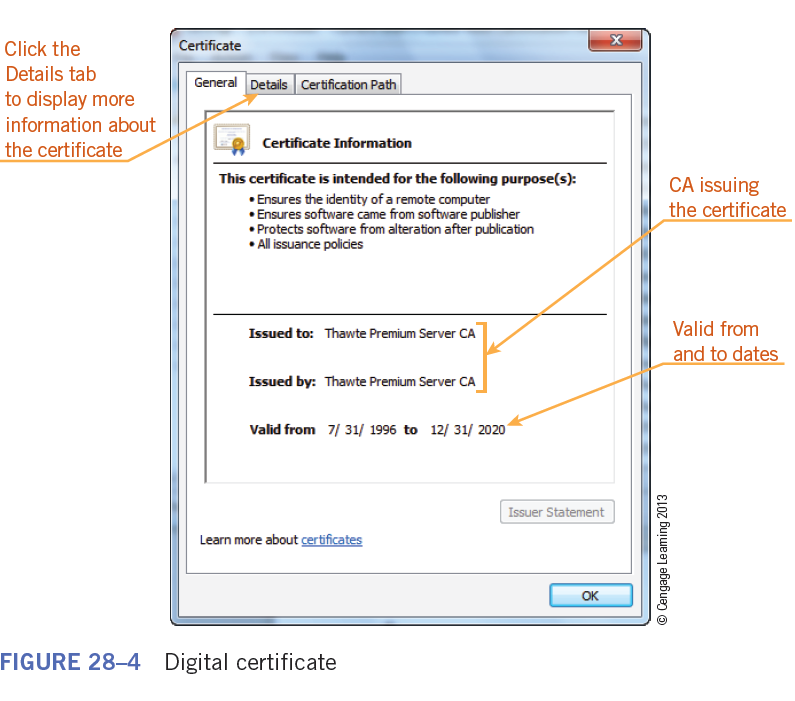 Click the
Details tab
to display more
information about
the certificate
Certificate
General Details Certification Path
Certificate Information
This certificate is intended for the following purpose(s):
• Ensures the identity of a remote computer
• Ensures software came from software publisher
• Protects software from alteration after publication
• All issuance policies
CA issuing
the certificate
Issued to: Thawte Premium Server CA
Issued by: Thawte Premium Server CA
Valid from
and to dates
Valid from 7/ 31/ 1996 to 12/ 31/ 2020
Issuer Statement
Learn more about certificates
OK
© Cengage Learning 2013
FIGURE 28–4 Digital certificate